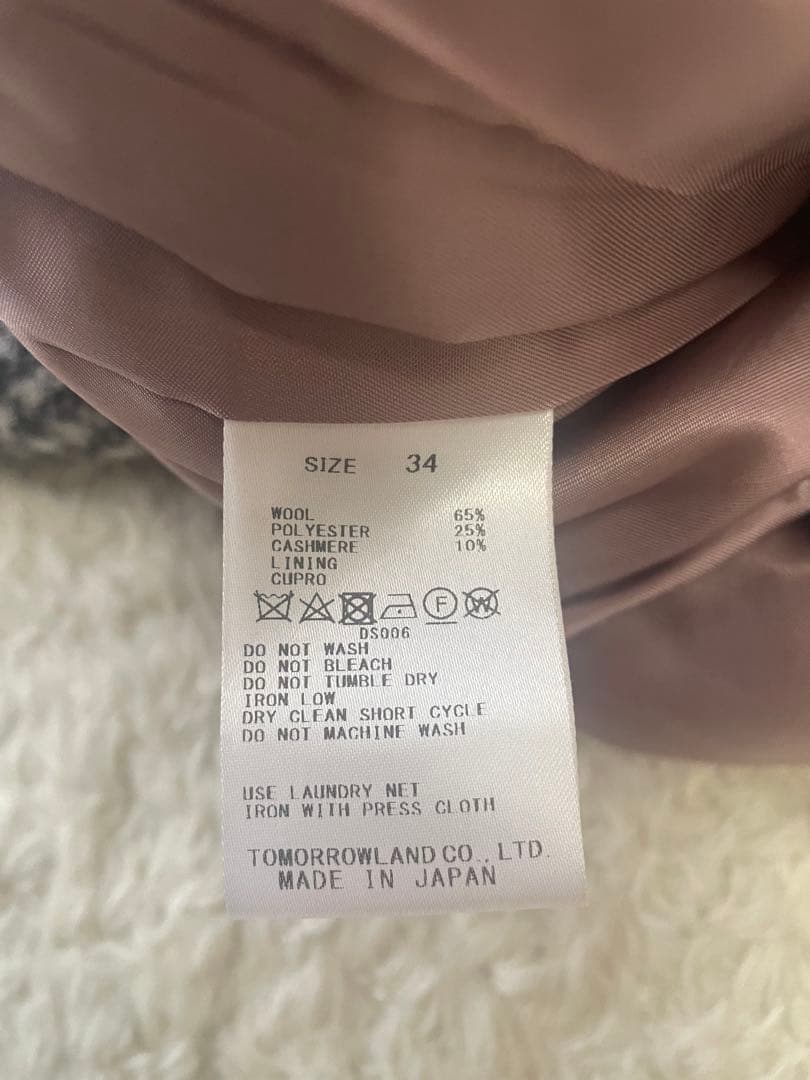 SIZE 34
WOOL 65%
POLYESTER 25%
CASHMERE 10%
LINING
CUPRO
F W
DS006
DO NOT WASH
DO NOT BLEACH
DO NOT TUMBLE DRY
IRON LOW
DRY CLEAN SHORT CYCLE
DO NOT MACHINE WASH
USE LAUNDRY NET
IRON WITH PRESS CLOTH
TOMORROWLAND CO., LTD.
MADE IN JAPAN